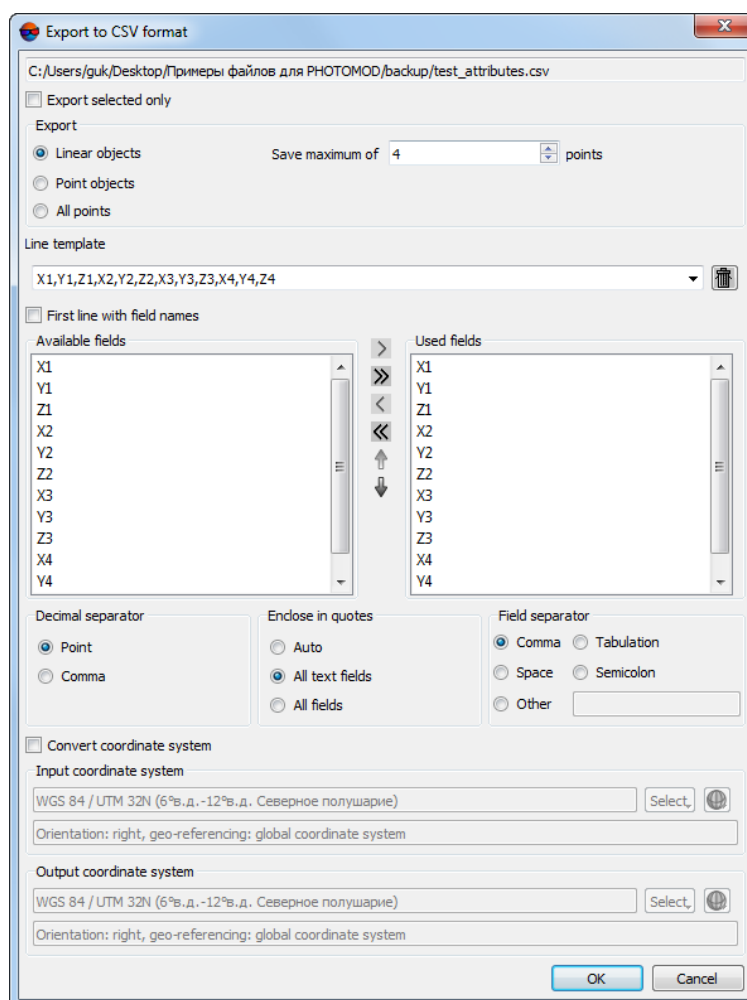 Export to CSV format
C:/Users/guk/Desktop/Примеры файлов для PHOTOMOD/backup/test_attributes.csv
Export selected only
Export
Linear objects
Save maximum of 4 points
Point objects
All points
Line template
X1,Y1,Z1,X2,Y2,Z2,X3,Y3,Z3,X4,Y4,Z4
First line with field names
Available fields
X1
Y1
Z1
X2
Y2
Z2
X3
Y3
Z3
X4
Y4
Used fields
X1
Y1
Z1
X2
Y2
Z2
X3
Y3
Z3
X4
Y4
Decimal separator
Point
Comma
Enclose in quotes
Auto
All text fields
All fields
Field separator
Comma Tabulation
Space Semicolon
Other
Convert coordinate system
Input coordinate system
WGS 84 / UTM 32N (6°в.д.-12°в.д. Северное полушарие) Select
Orientation: right, geo-referencing: global coordinate system
Output coordinate system
WGS 84 / UTM 32N (6°в.д.-12°в.д. Северное полушарие) Select
Orientation: right, geo-referencing: global coordinate system
OK Cancel